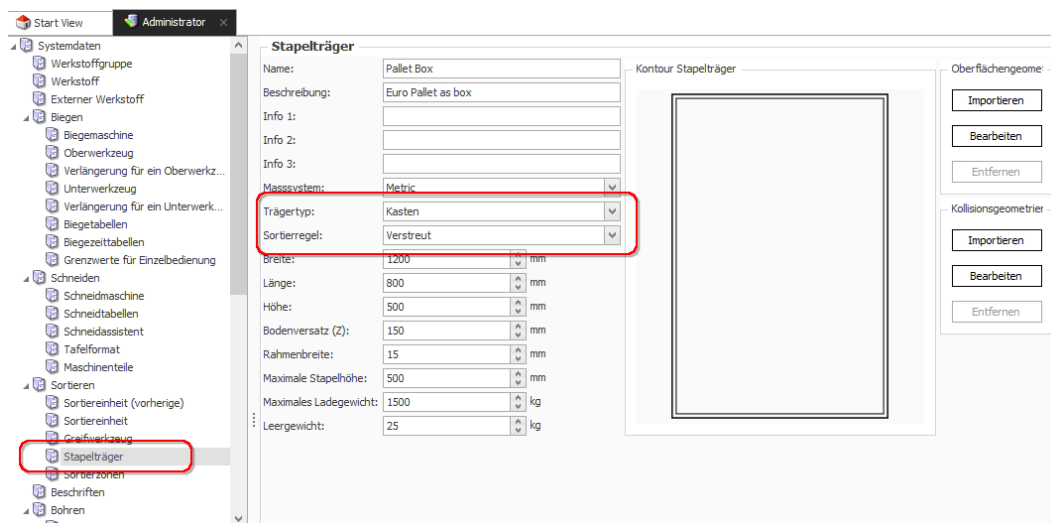 Start View
Administrator
Systemdaten
Werkstoffgruppe
Werkstoff
Externer Werkstoff
Biegen
Biegemaschine
Oberwerkzeug
Verlängerung für ein Oberwerkz...
Unterwerkzeug
Verlängerung für ein Unterwerk...
Biegetabellen
Biegezeittabellen
Grenzwerte für Einzelbedienung
Schneiden
Schneidmaschine
Schneidtabellen
Schneidassistent
Tafelformat
Maschinenteile
Sortieren
Sortiereinheit (vorherige)
Sortiereinheit
Greifwerkzeug
Stapelträger
Sortierzonen
Beschriften
Bohren
Stapelträger
Name: Pallet Box
Beschreibung: Euro Pallet as box
Info 1:
Info 2:
Info 3:
Masssystem: Metric
Trägertyp: Kasten
Sortierregel: Verstreut
Breite: 1200 mm
Länge: 800 mm
Höhe: 500 mm
Bodenversatz (Z): 150 mm
Rahmenbreite: 15 mm
Maximale Stapelhöhe: 500 mm
Maximales Ladegewicht: 1500 kg
Leergewicht: 25 kg
Kontour Stapelträger
Oberflächengeome
Importieren
Bearbeiten
Entfernen
Kollisionsgeometrier
Importieren
Bearbeiten
Entfernen